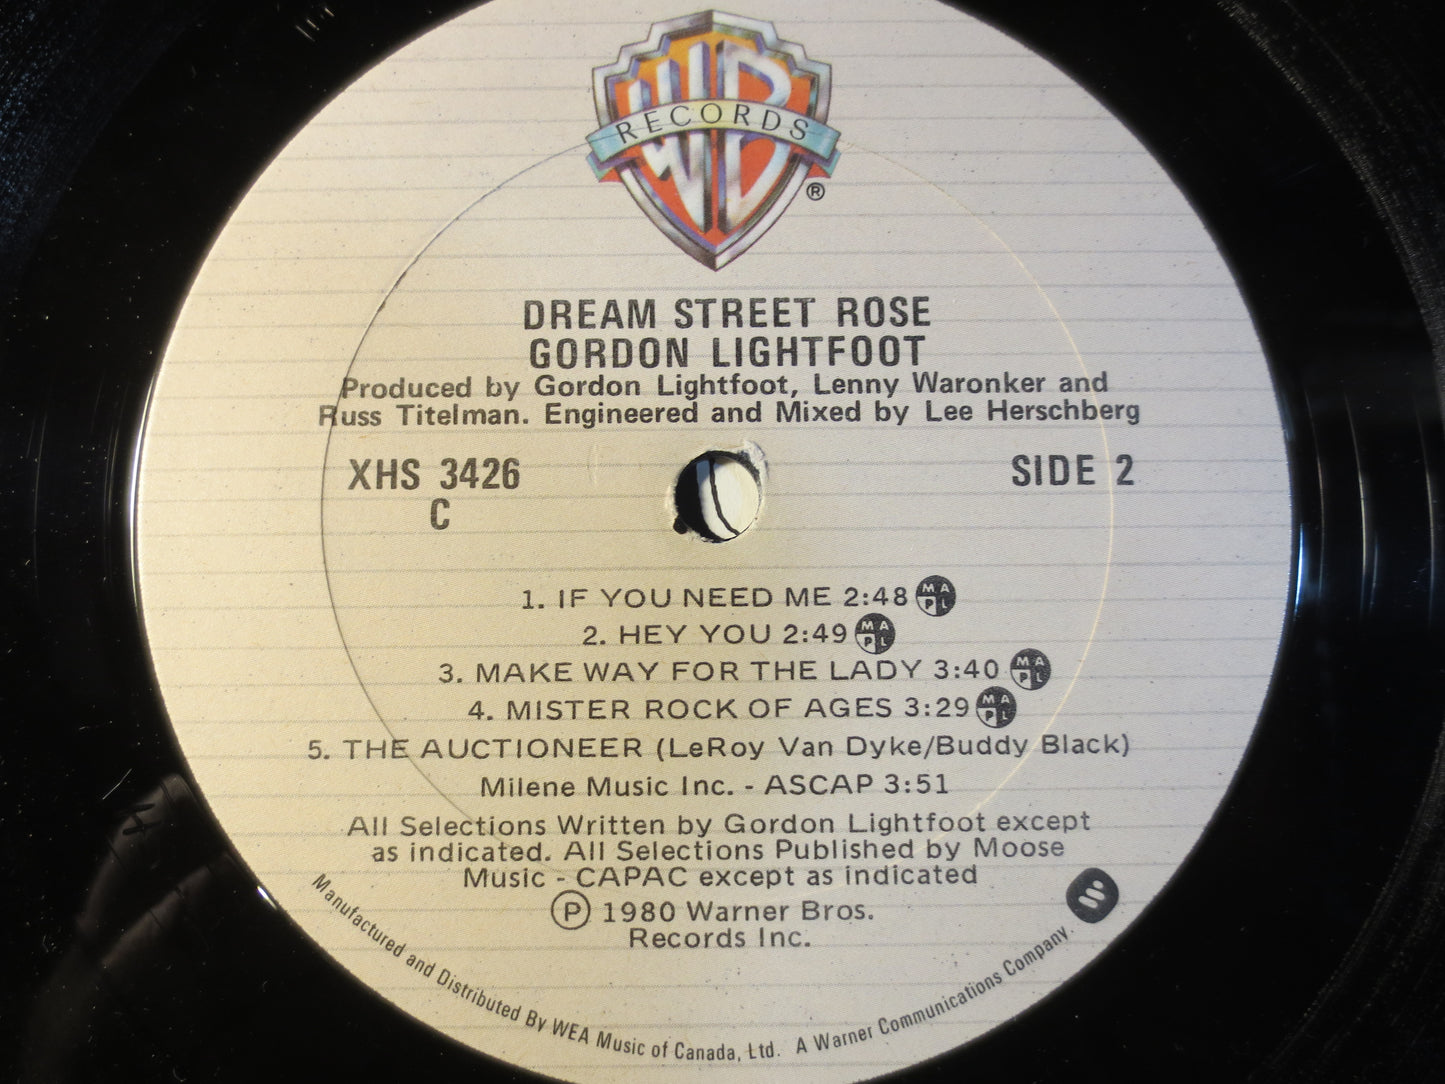 WB
RECORDS
®
DREAM STREET ROSE
GORDON LIGHTFOOT
Produced by Gordon Lightfoot, Lenny Waronker and
Russ Titelman. Engineered and Mixed by Lee Herschberg
XHS 3426
C
SIDE 2
1. IF YOU NEED ME 2:48 MAPL
2. HEY YOU 2:49 MAPL
3. MAKE WAY FOR THE LADY 3:40 MAPL
4. MISTER ROCK OF AGES 3:29 MAPL
5. THE AUCTIONEER (LeRoy Van Dyke/Buddy Black)
Milene Music Inc. - ASCAP 3:51
All Selections Written by Gordon Lightfoot except
as indicated. All Selections Published by Moose
Music - CAPAC except as indicated
Ⓟ 1980 Warner Bros.
Records Inc.
Manufactured and Distributed By WEA Music of Canada, Ltd. A Warner Communications Company.